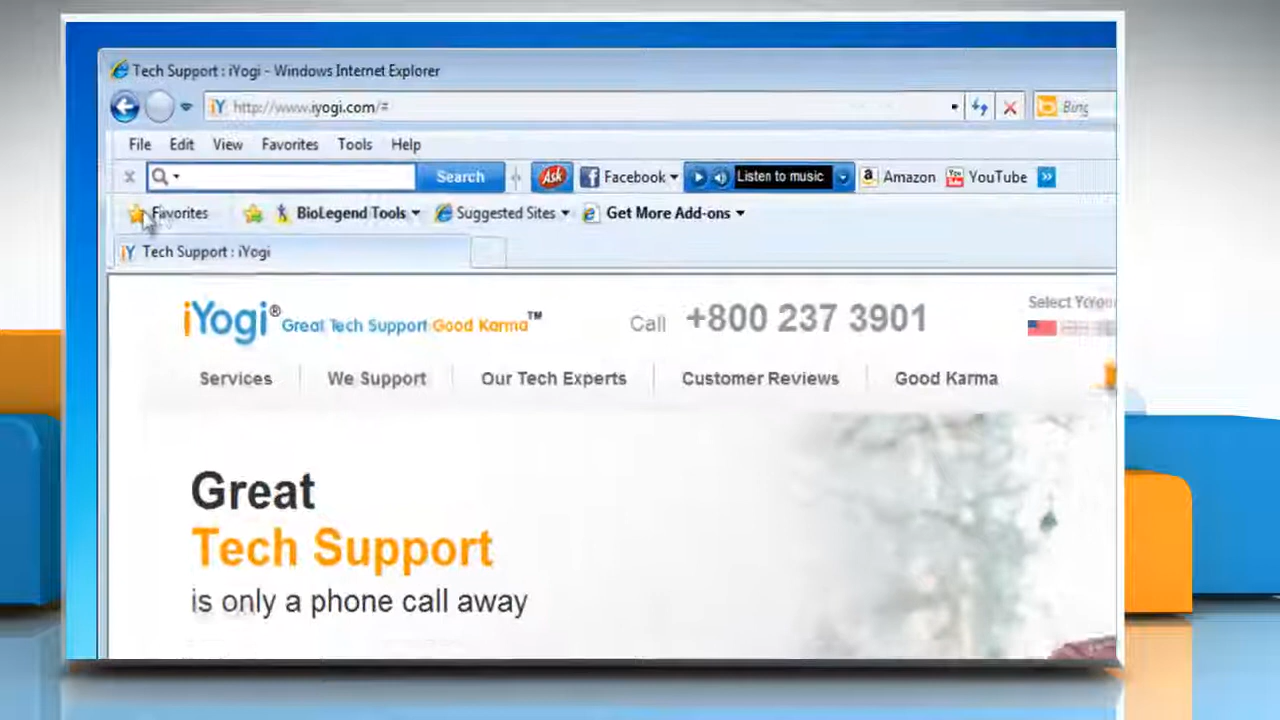 Tech Support : iYogi - Windows Internet Explorer
http://www.iyogi.com/# Bing
File Edit View Favorites Tools Help
Search Ask Facebook Listen to music Amazon YouTube »
Favorites BioLegend Tools Suggested Sites Get More Add-ons
iY Tech Support : iYogi
iYogi® Great Tech Support Good Karma™ Call +800 237 3901
Select
Services We Support Our Tech Experts Customer Reviews Good Karma
Great
Tech Support
is only a phone call away